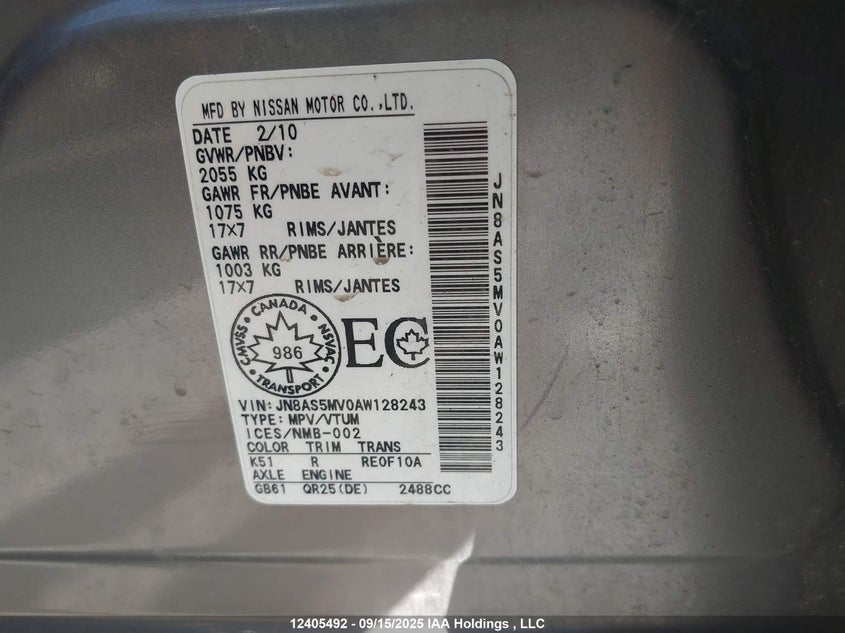 MFD BY NISSAN MOTOR CO.,LTD.
DATE 2/10
GVWR/PNBV:
2055 KG
GAWR FR/PNBE AVANT:
1075 KG
17X7 RIMS/JANTES
GAWR RR/PNBE ARRIÈRE:
1003 KG
17X7 RIMS/JANTES
CANADA
CMVSS NSVAC
986
TRANSPORT
EC
VIN: JN8AS5MV0AW128243
TYPE: MPV/VTUM
ICES/NMB-002
COLOR TRIM TRANS
K51 R RE0F10A
AXLE ENGINE
GB61 QR25(DE) 2488CC
JN8AS5MV0AW128243
12405492 - 09/15/2025 IAA Holdings , LLC